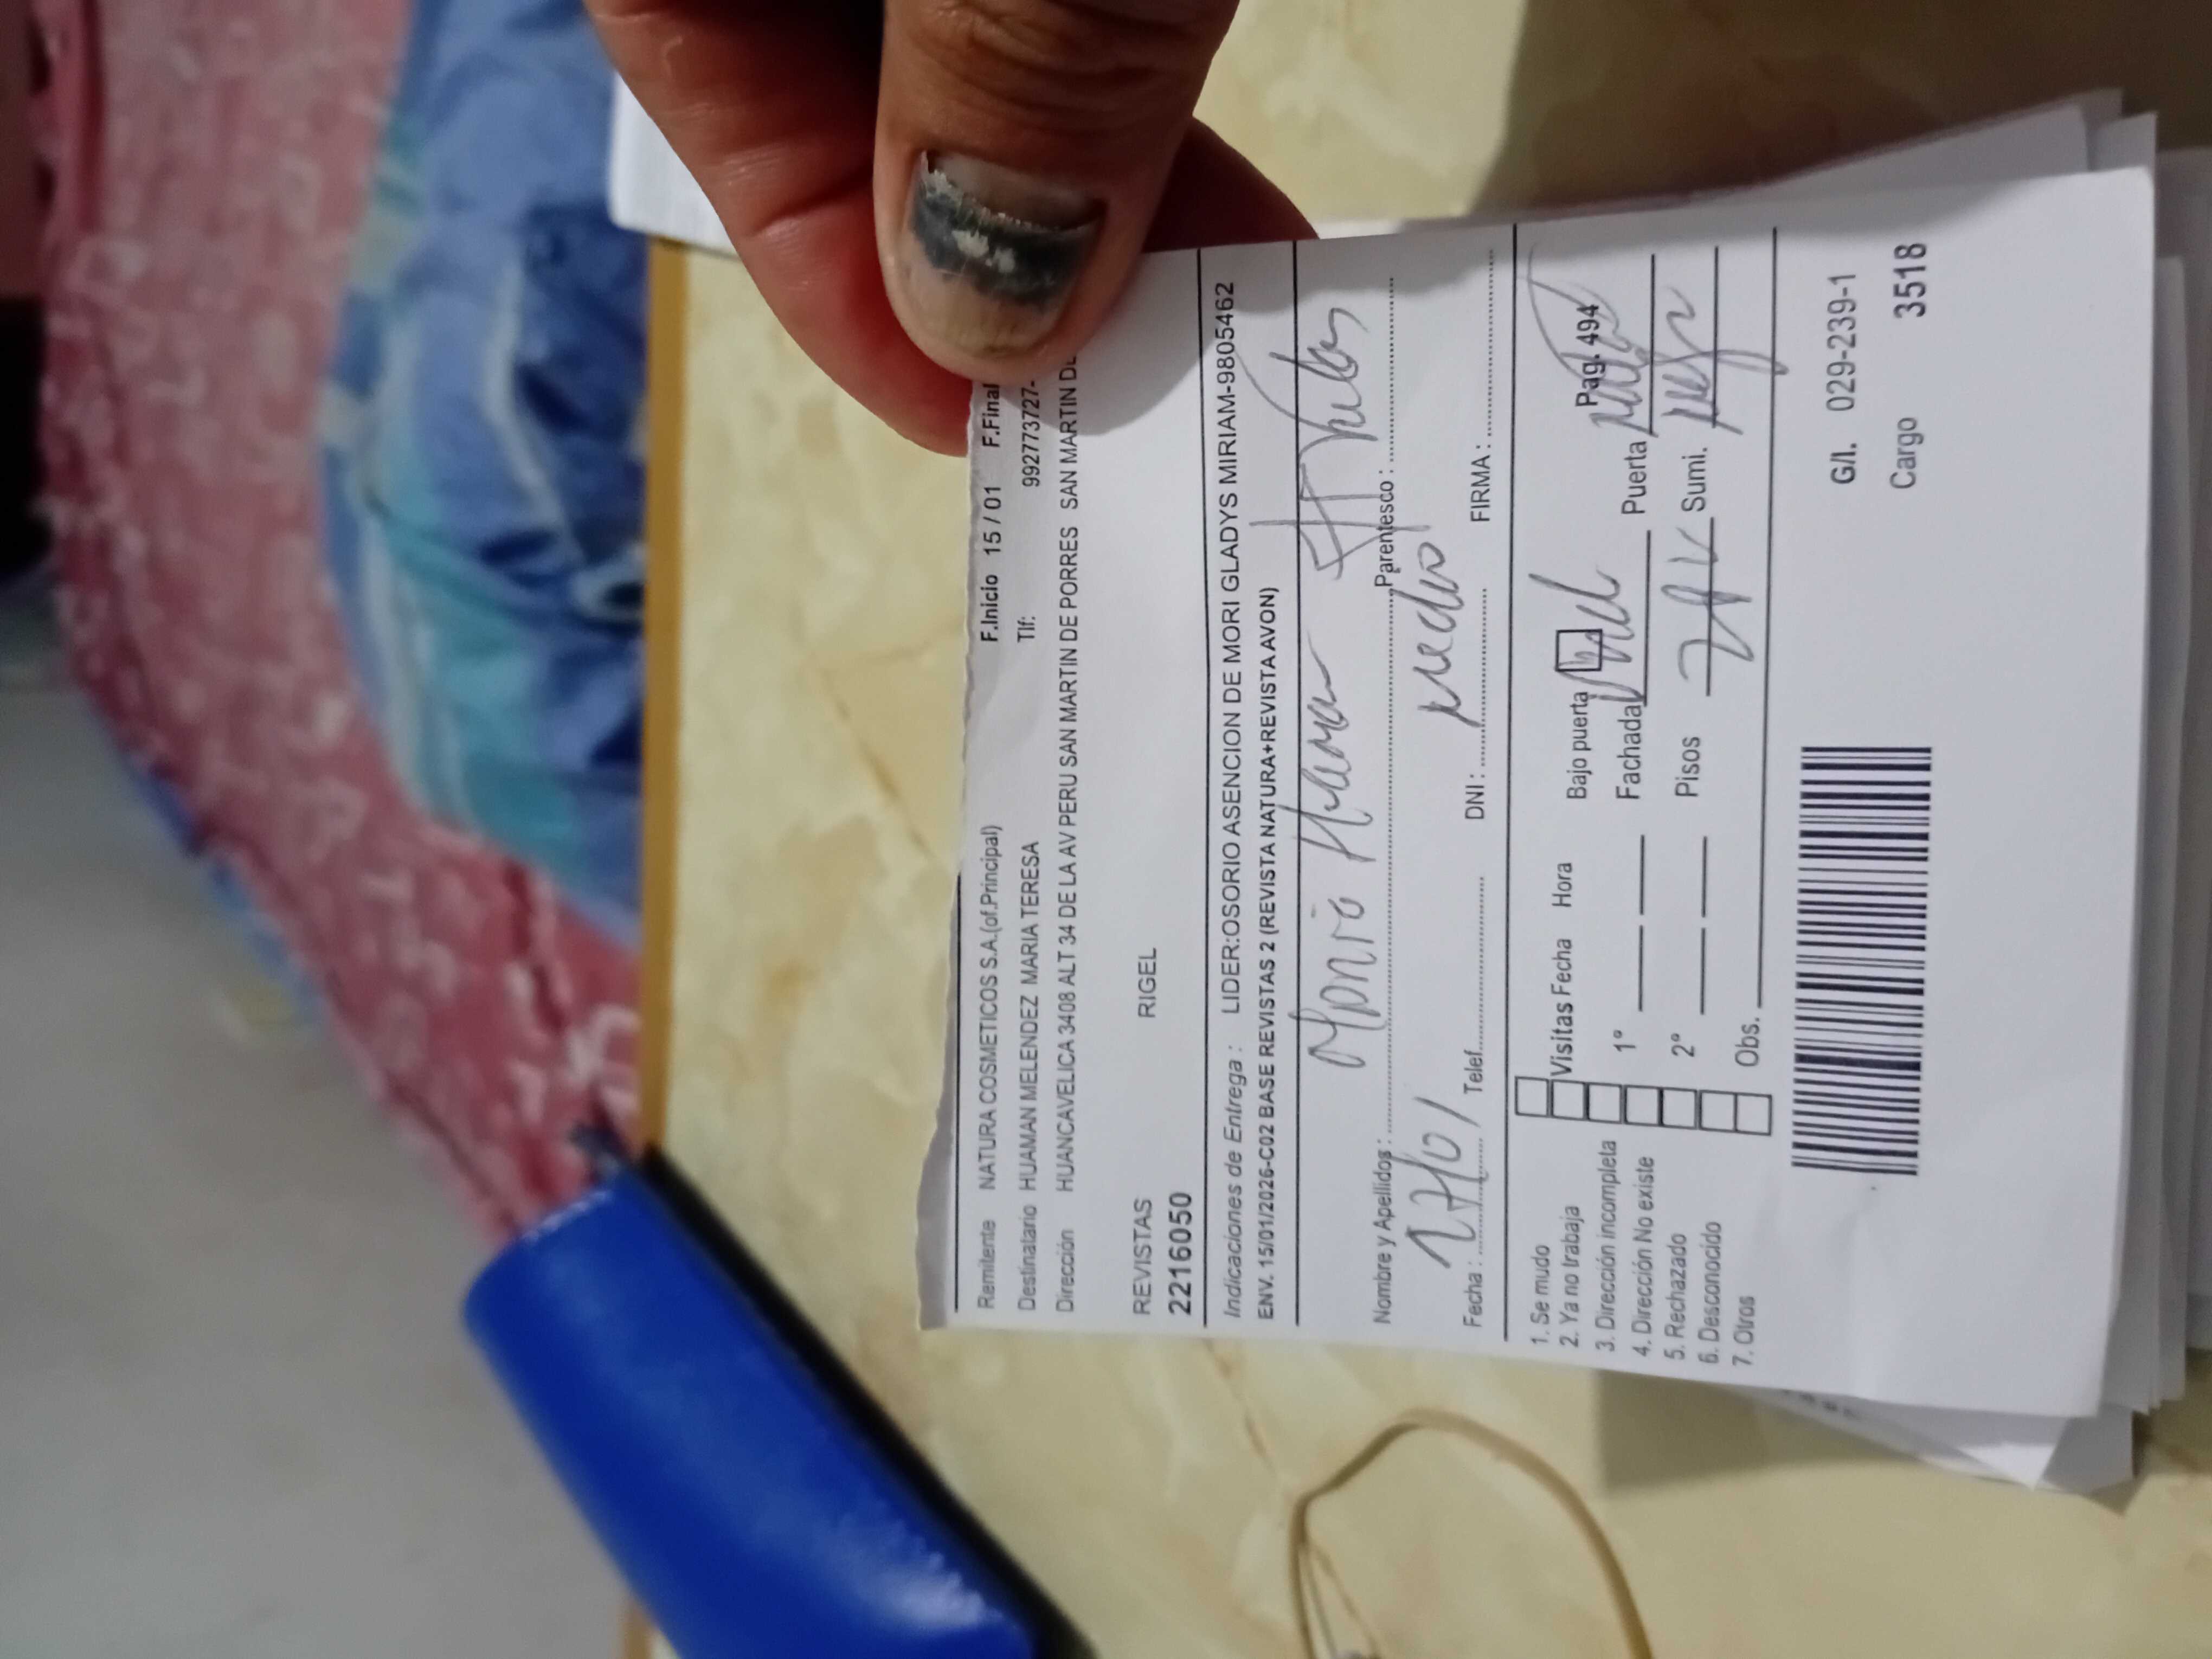 Remitente NATURA COSMETICOS S.A.(of.Principal) F.Inicio 15 / 01 F.Final
Destinatario HUAMAN MELENDEZ MARIA TERESA Tlf: 992773727-
Dirección HUANCAVELICA 3408 ALT 34 DE LA AV PERU SAN MARTIN DE PORRES SAN MARTIN DE
REVISTAS RIGEL
22160050
Indicaciones de Entrega : LIDER:OSORIO ASENCION DE MORI GLADYS MIRIAM-9805462
ENV. 15/01/2026-C02 BASE REVISTAS 2 (REVISTA NATURA+REVISTA AVON)
Nombre y Apellidos : Parentesco :
Fecha : 17/01 Telef. DNI : FIRMA :
1. Se mudo
2. Ya no trabaja
3. Dirección incompleta
4. Dirección No existe
5. Rechazado
6. Desconocido
7. Otros
Visitas Fecha Hora Bajo puerta Pag. 494
1º Fachada Puerta
2º Pisos Sumi.
Obs.
G/l. 029-239-1
Cargo 3518